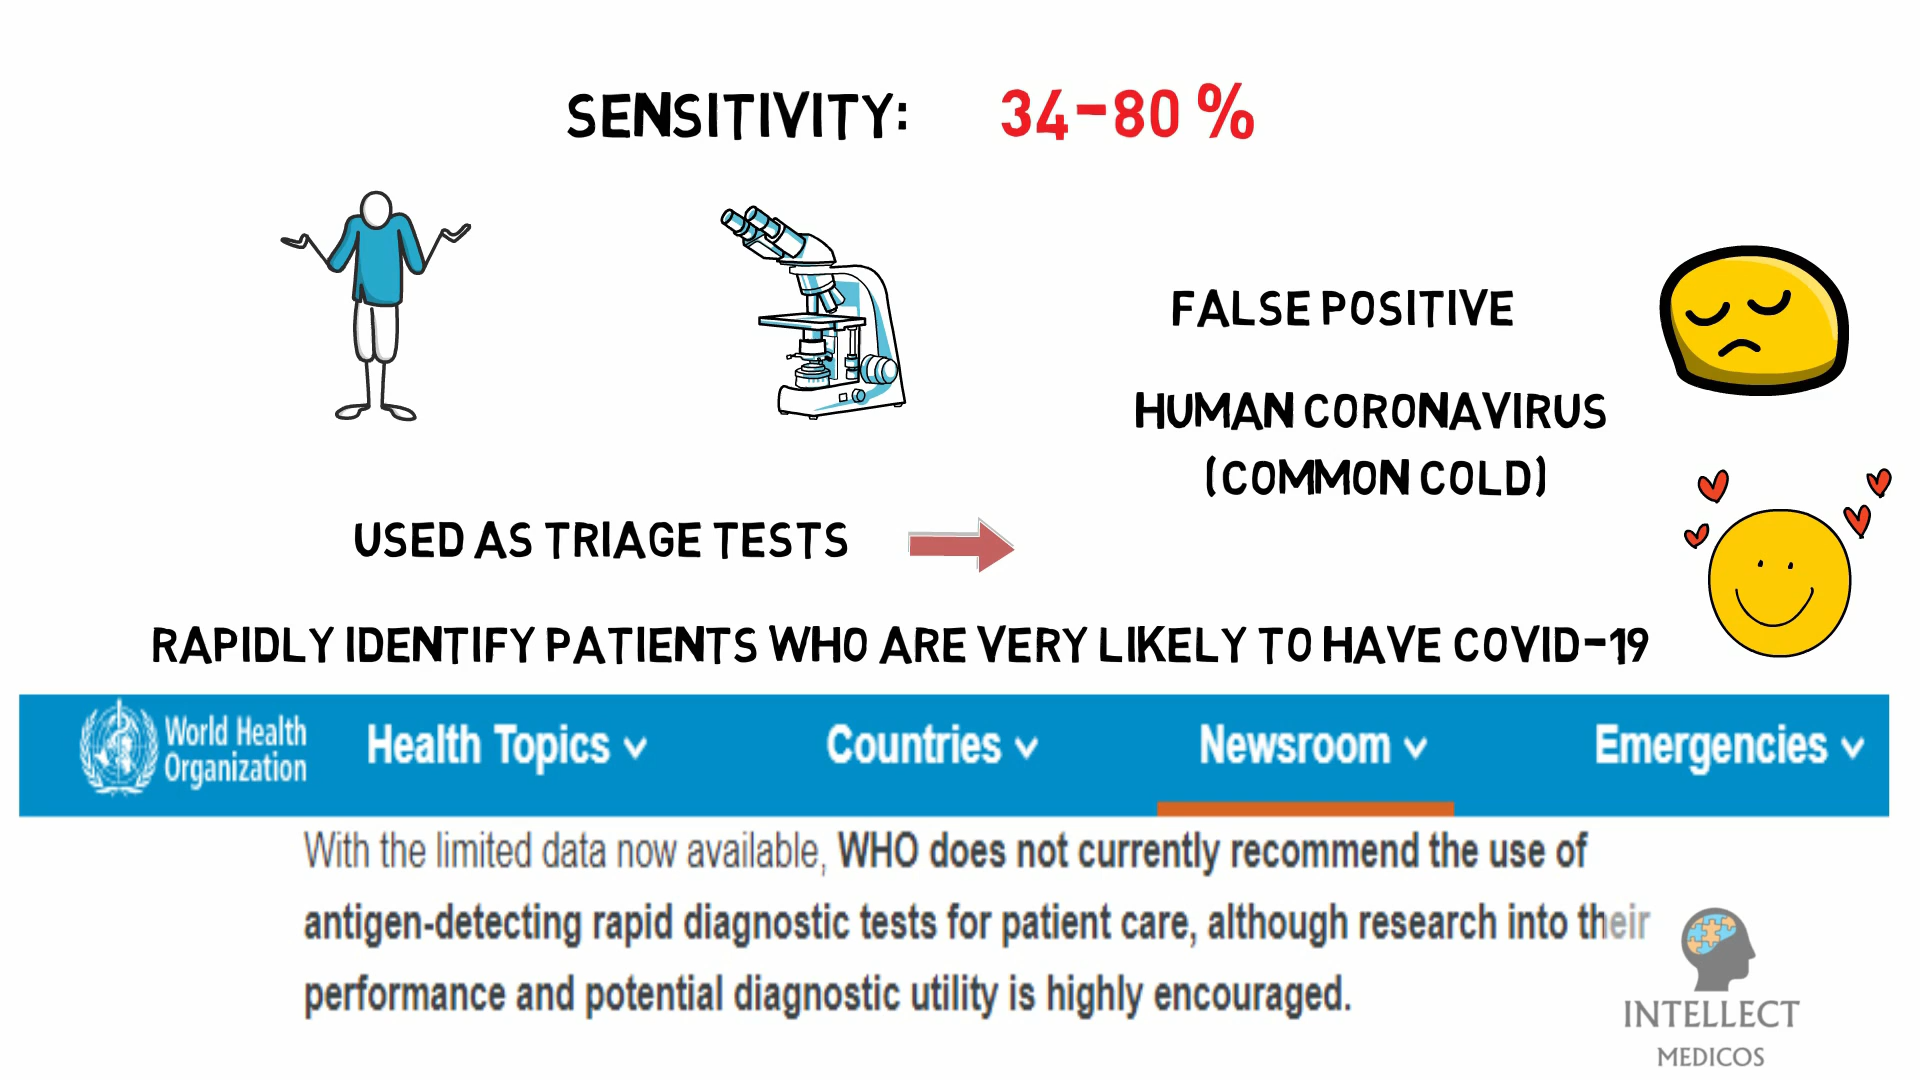 SENSITIVITY: 34-80 %
FALSE POSITIVE
HUMAN CORONAVIRUS
(COMMON COLD)
USED AS TRIAGE TESTS
RAPIDLY IDENTIFY PATIENTS WHO ARE VERY LIKELY TO HAVE COVID-19
World Health
Organization
Health Topics Countries Newsroom Emergencies
With the limited data now available, WHO does not currently recommend the use of
antigen-detecting rapid diagnostic tests for patient care, although research into their
performance and potential diagnostic utility is highly encouraged.
INTELLECT
MEDICOS